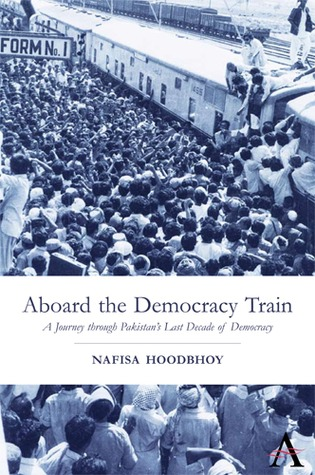 FORM No. 1
Aboard the Democracy Train
A Journey through Pakistan's Last Decade of Democracy
NAFISA HOODBHOY